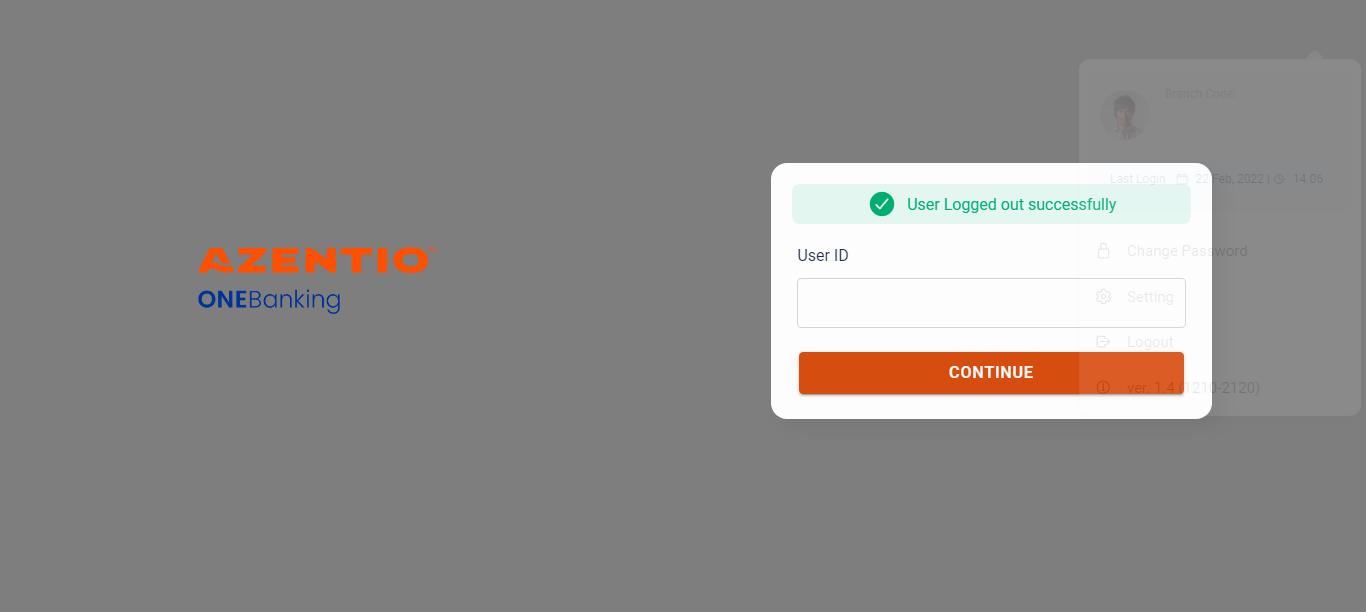 AZENTIO
ONEBanking
User Logged out successfully
User ID
CONTINUE
Branch Code:
Last Login 22 Feb, 2022 | 14:06
Change Password
Setting
Logout
ver. 1.4 (1210-2120)